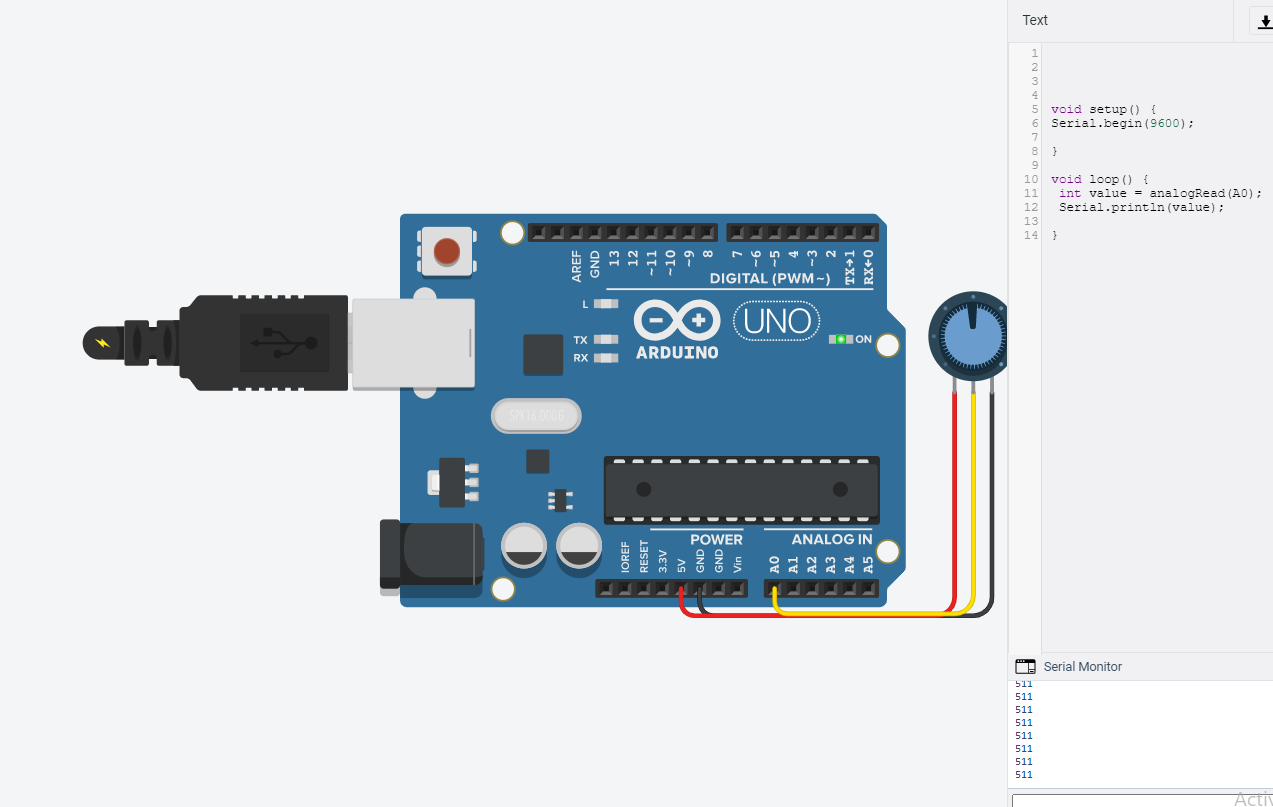 Text
1
2
3
4
5 void setup() {
6 Serial.begin(9600);
7
8 }
9
10 void loop() {
11 int value = analogRead(A0);
12 Serial.println(value);
13
14 }
AREF GND 13 12 ~11 ~10 ~9 8 7 ~6 ~5 4 ~3 2 TX→1 RX←0
DIGITAL (PWM~)
L
UNO
TX ON
RX ARDUINO
SPK16.000G
POWER ANALOG IN
IOREF RESET 3.3V 5V GND GND Vin A0 A1 A2 A3 A4 A5
Serial Monitor
511
511
511
511
511
511
511
511